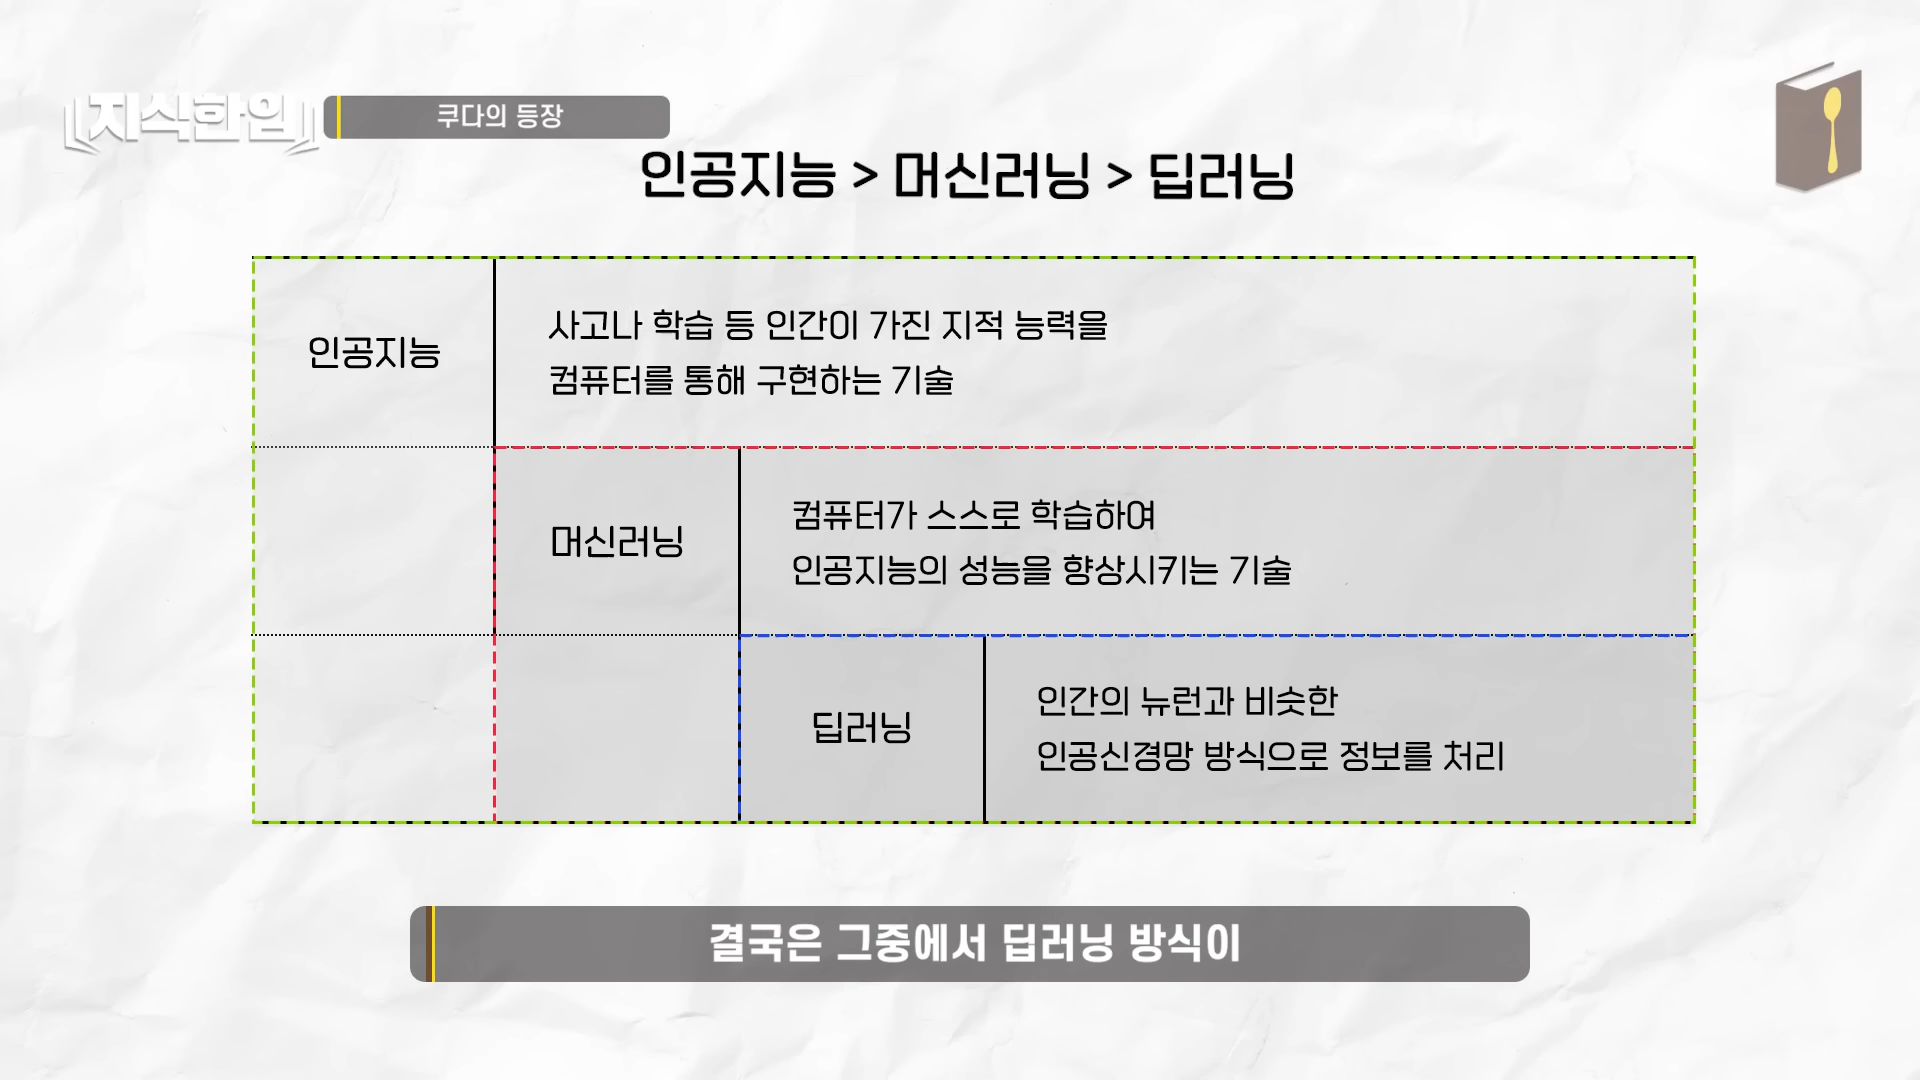 지식한입
쿠다의 등장
인공지능 > 머신러닝 > 딥러닝
인공지능
사고나 학습 등 인간이 가진 지적 능력을
컴퓨터를 통해 구현하는 기술
머신러닝
컴퓨터가 스스로 학습하여
인공지능의 성능을 향상시키는 기술
딥러닝
인간의 뉴런과 비슷한
인공신경망 방식으로 정보를 처리
결국은 그중에서 딥러닝 방식이